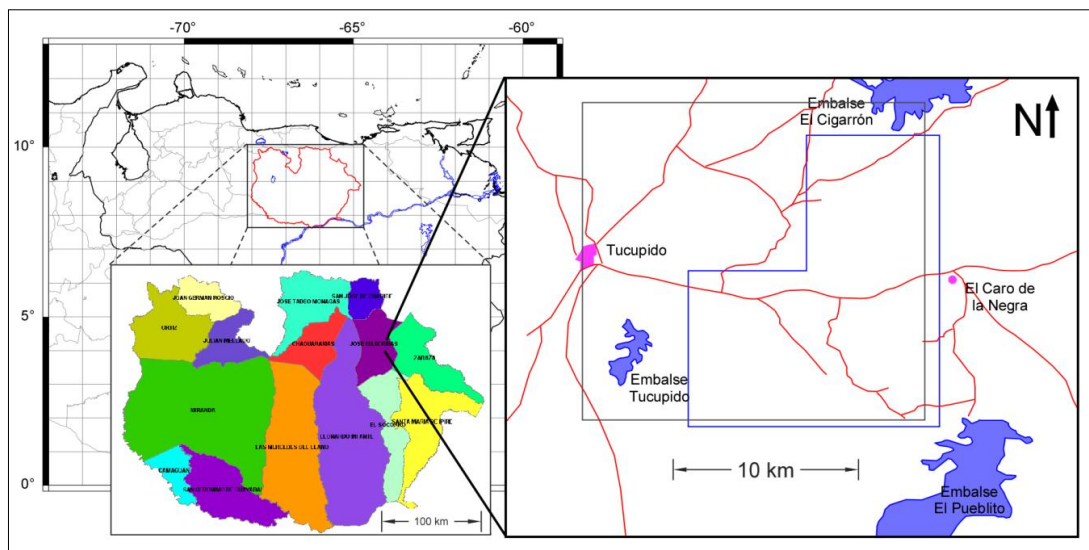 -70°
-65°
-60°
10°
5°
0°
Embalse
El Cigarrón
N
Tucupido
El Caro de
la Negra
Embalse
Tucupido
10 km
Embalse
El Pueblito
JUAN GERMAN ROSCIO
ORTIZ
JULIAN MELLADO
JOSE TADEO MONAGAS
CHAGUARAMAS
ZARAZA
MIRANDA
LAS MERCEDES DEL LLANO
LEONARDO INFANTE
EL SOCORRO
SANTA MARIA DE IPIRE
CAMAGUAN
100 km